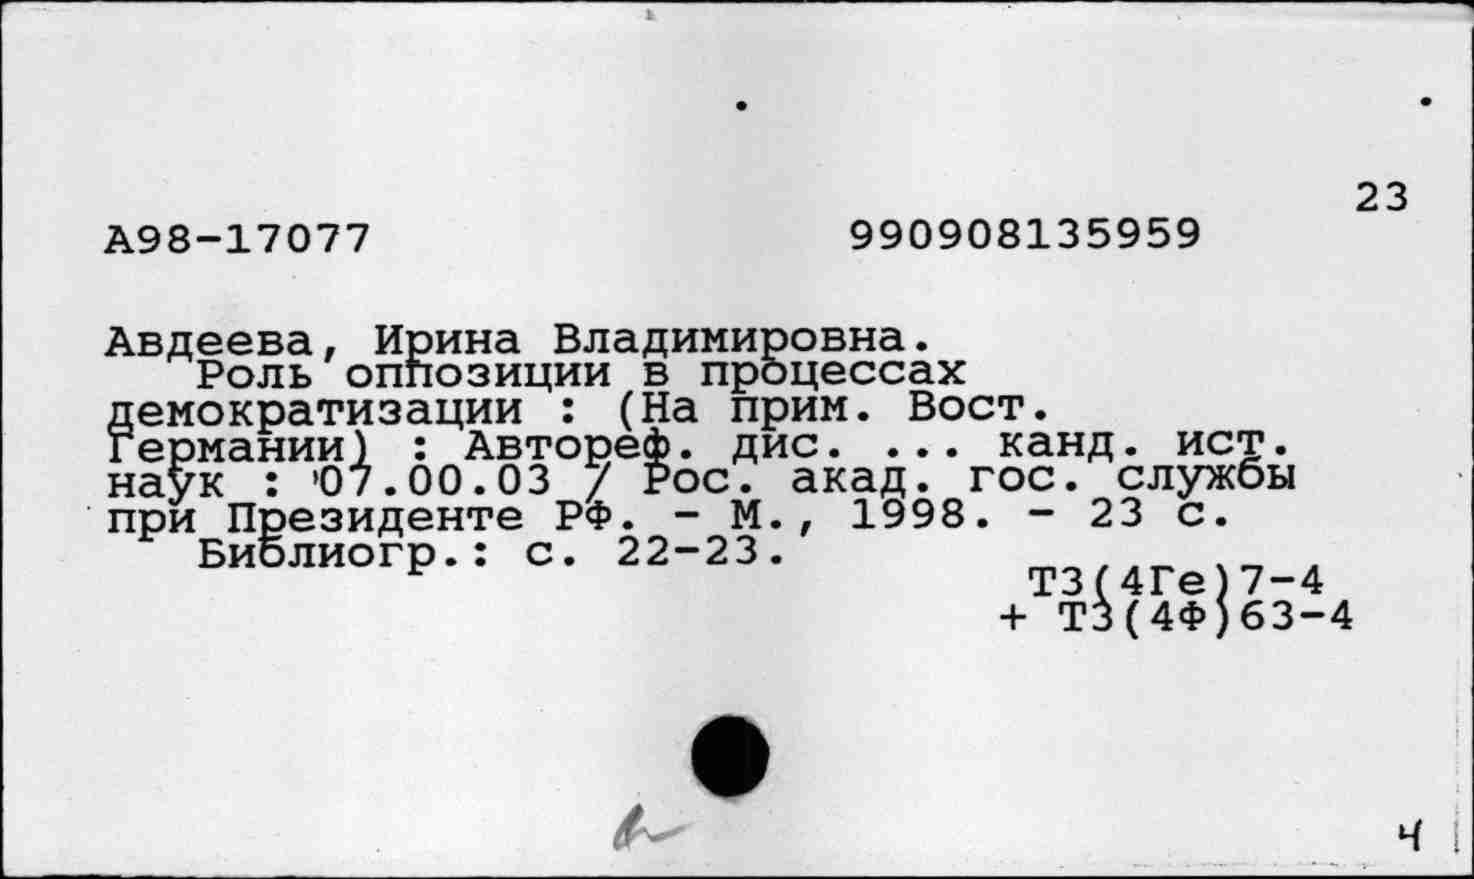 23
А98-17077 990908135959
Авдеева, Ирина Владимировна.
Роль оппозиции в процессах
демократизации : (На прим. Вост.
Германии) : Автореф. дис. ... канд. ист.
наук : 07.00.03 / Рос. акад. гос. службы
при Президенте РФ. - М., 1998. - 23 с.
Библиогр.: с. 22-23.
Т3(4Ге)7-4
+ Т3(4Ф)63-4
Ч